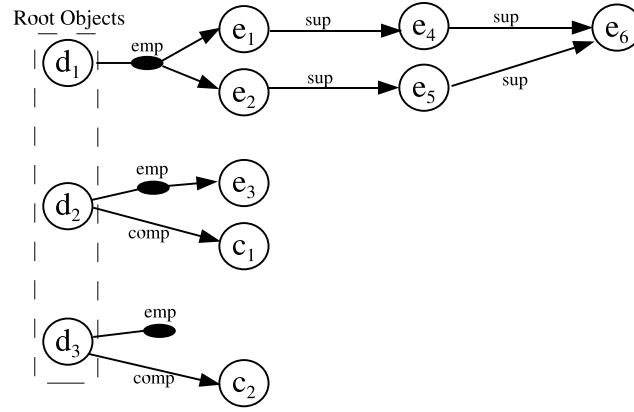 Root Objects
d1 emp e1 sup e4 sup e6
e2 sup e5 sup
d2 emp e3
comp c1
d3 emp
comp c2